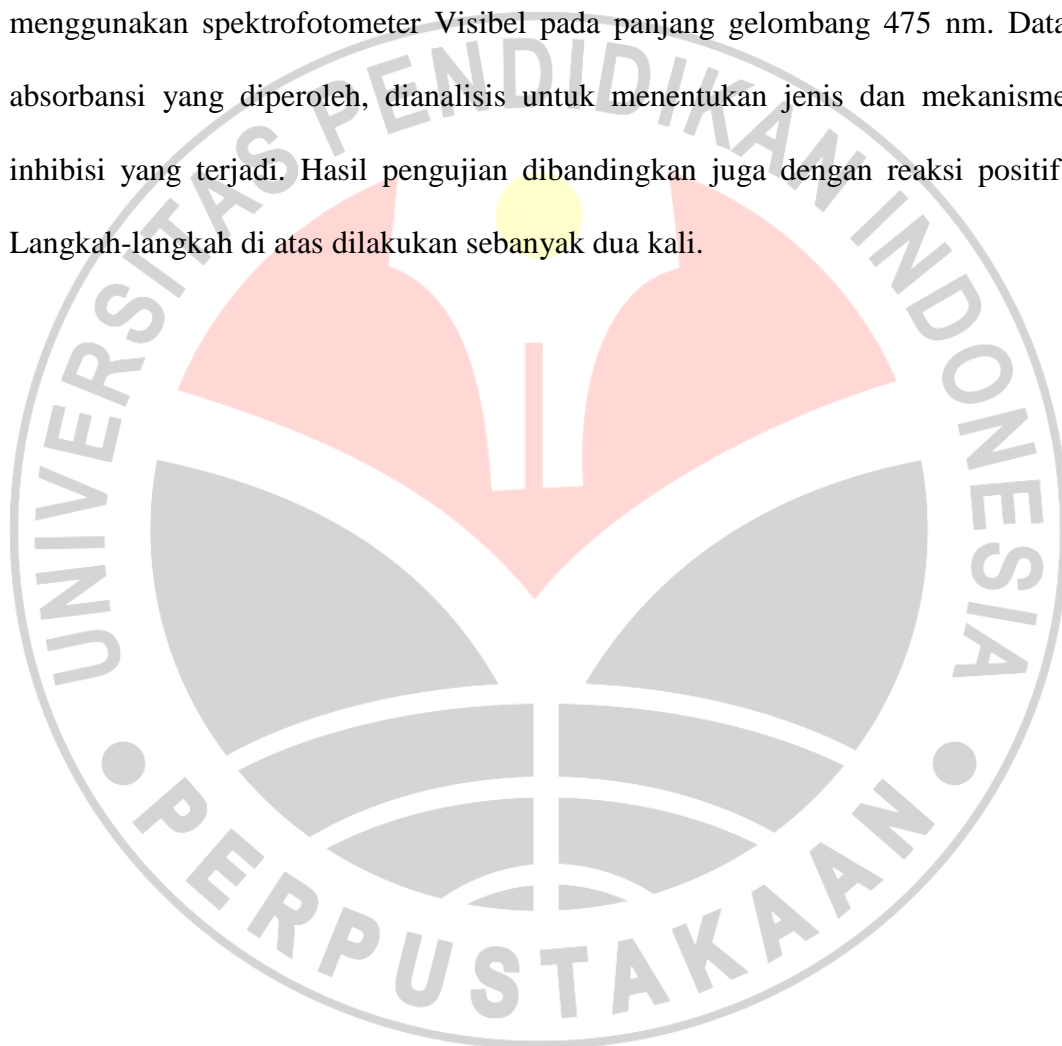 menggunakan spektrofotometer Visibel pada panjang gelombang 475 nm. Data
absorbansi yang diperoleh, dianalisis untuk menentukan jenis dan mekanisme
inhibisi yang terjadi. Hasil pengujian dibandingkan juga dengan reaksi positif
Langkah-langkah di atas dilakukan sebanyak dua kali.
UNIVERSITAS PENDIDIKAN INDONESIA
PERPUSTAKAAN